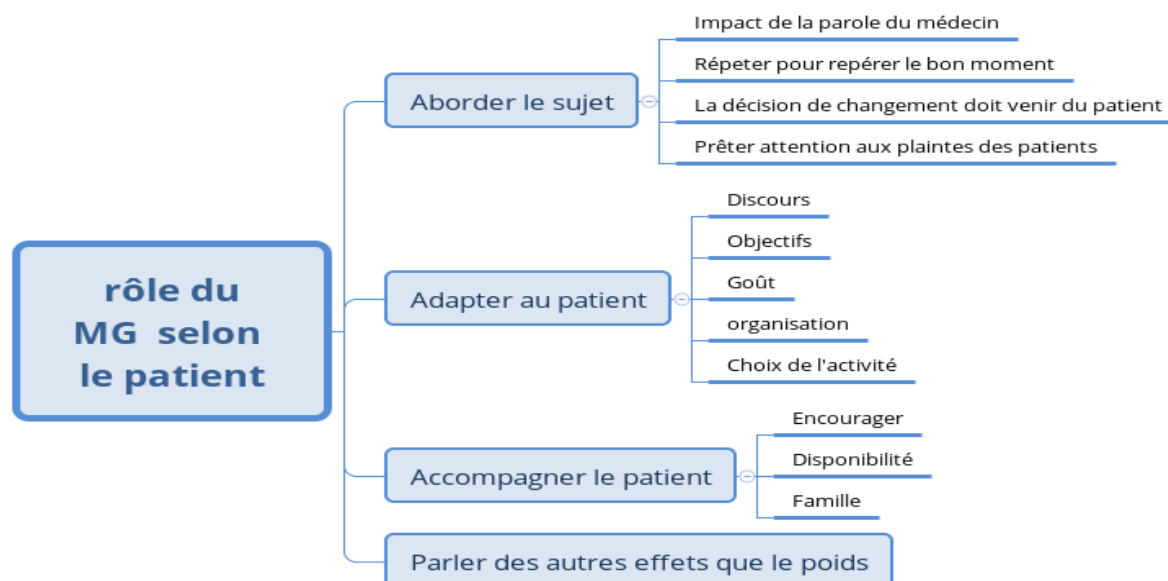 rôle du
MG selon
le patient
Aborder le sujet
Impact de la parole du médecin
Répeter pour repérer le bon moment
La décision de changement doit venir du patient
Prêter attention aux plaintes des patients
Adapter au patient
Discours
Objectifs
Goût
organisation
Choix de l'activité
Accompagner le patient
Encourager
Disponibilité
Famille
Parler des autres effets que le poids